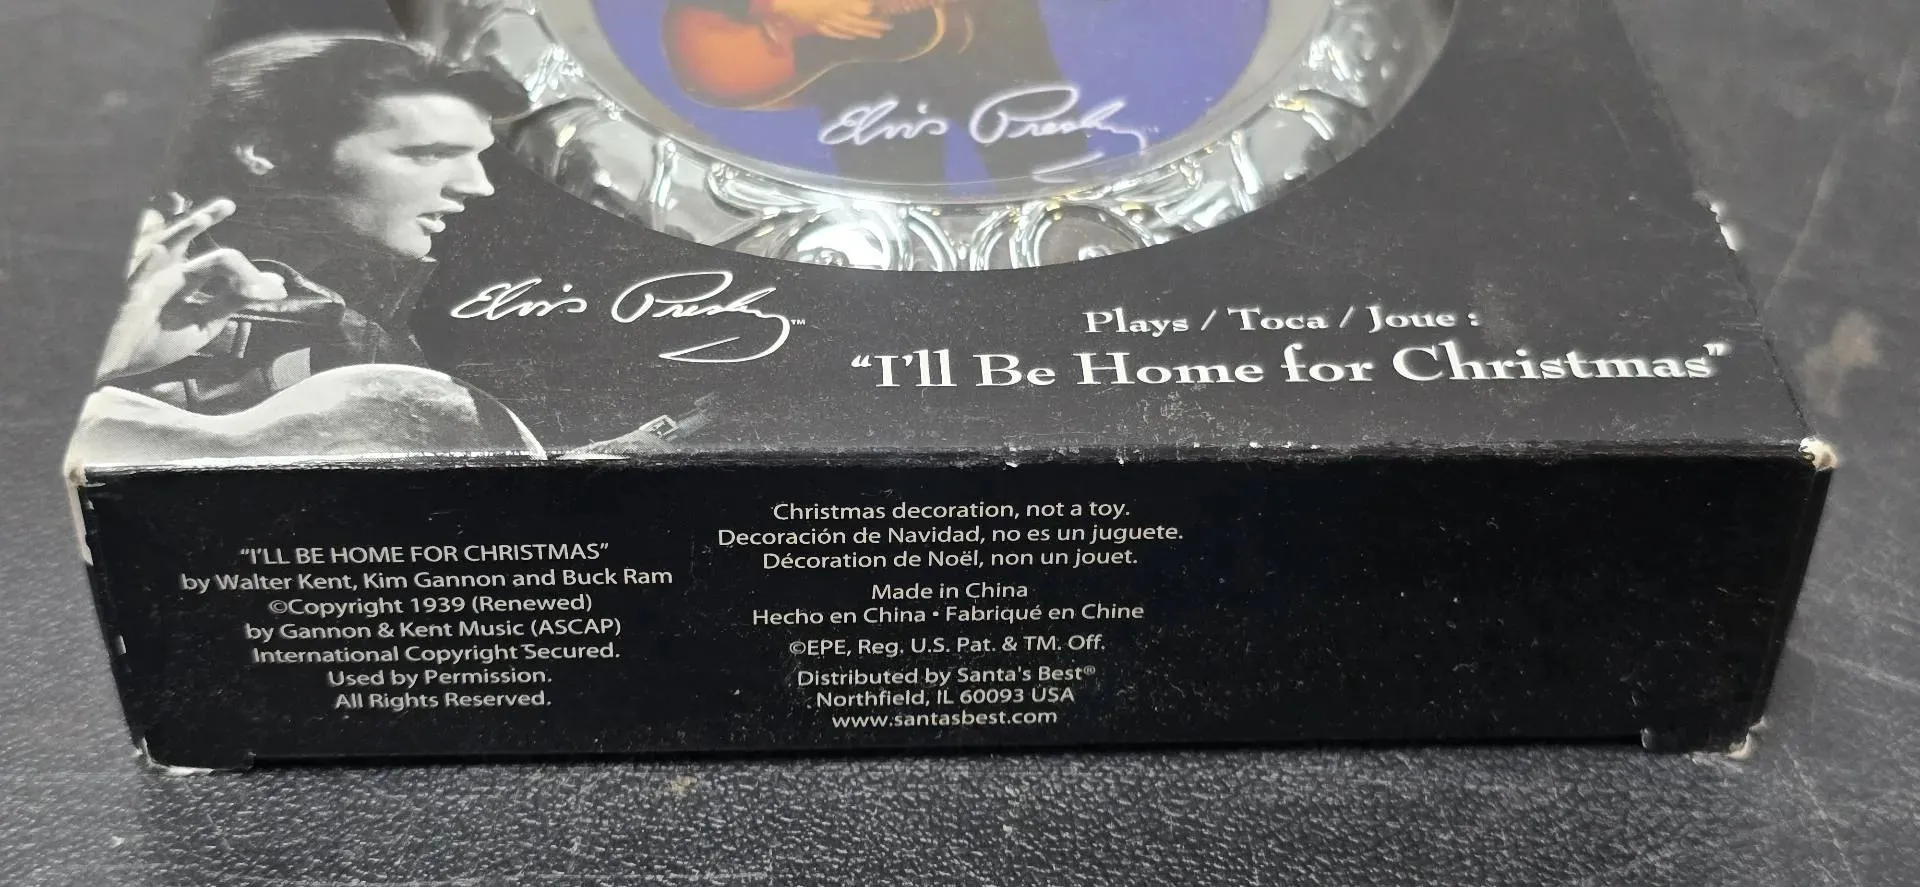 Elvis Presley
Elvis Presley™
Plays / Toca / Joue :
“I'll Be Home for Christmas”
“I'LL BE HOME FOR CHRISTMAS”
by Walter Kent, Kim Gannon and Buck Ram
©Copyright 1939 (Renewed)
by Gannon & Kent Music (ASCAP)
International Copyright Secured.
Used by Permission.
All Rights Reserved.
Christmas decoration, not a toy.
Decoración de Navidad, no es un juguete.
Décoration de Noël, non un jouet.
Made in China
Hecho en China • Fabriqué en Chine
©EPE, Reg. U.S. Pat. & TM. Off.
Distributed by Santa's Best®
Northfield, IL 60093 USA
www.santasbest.com